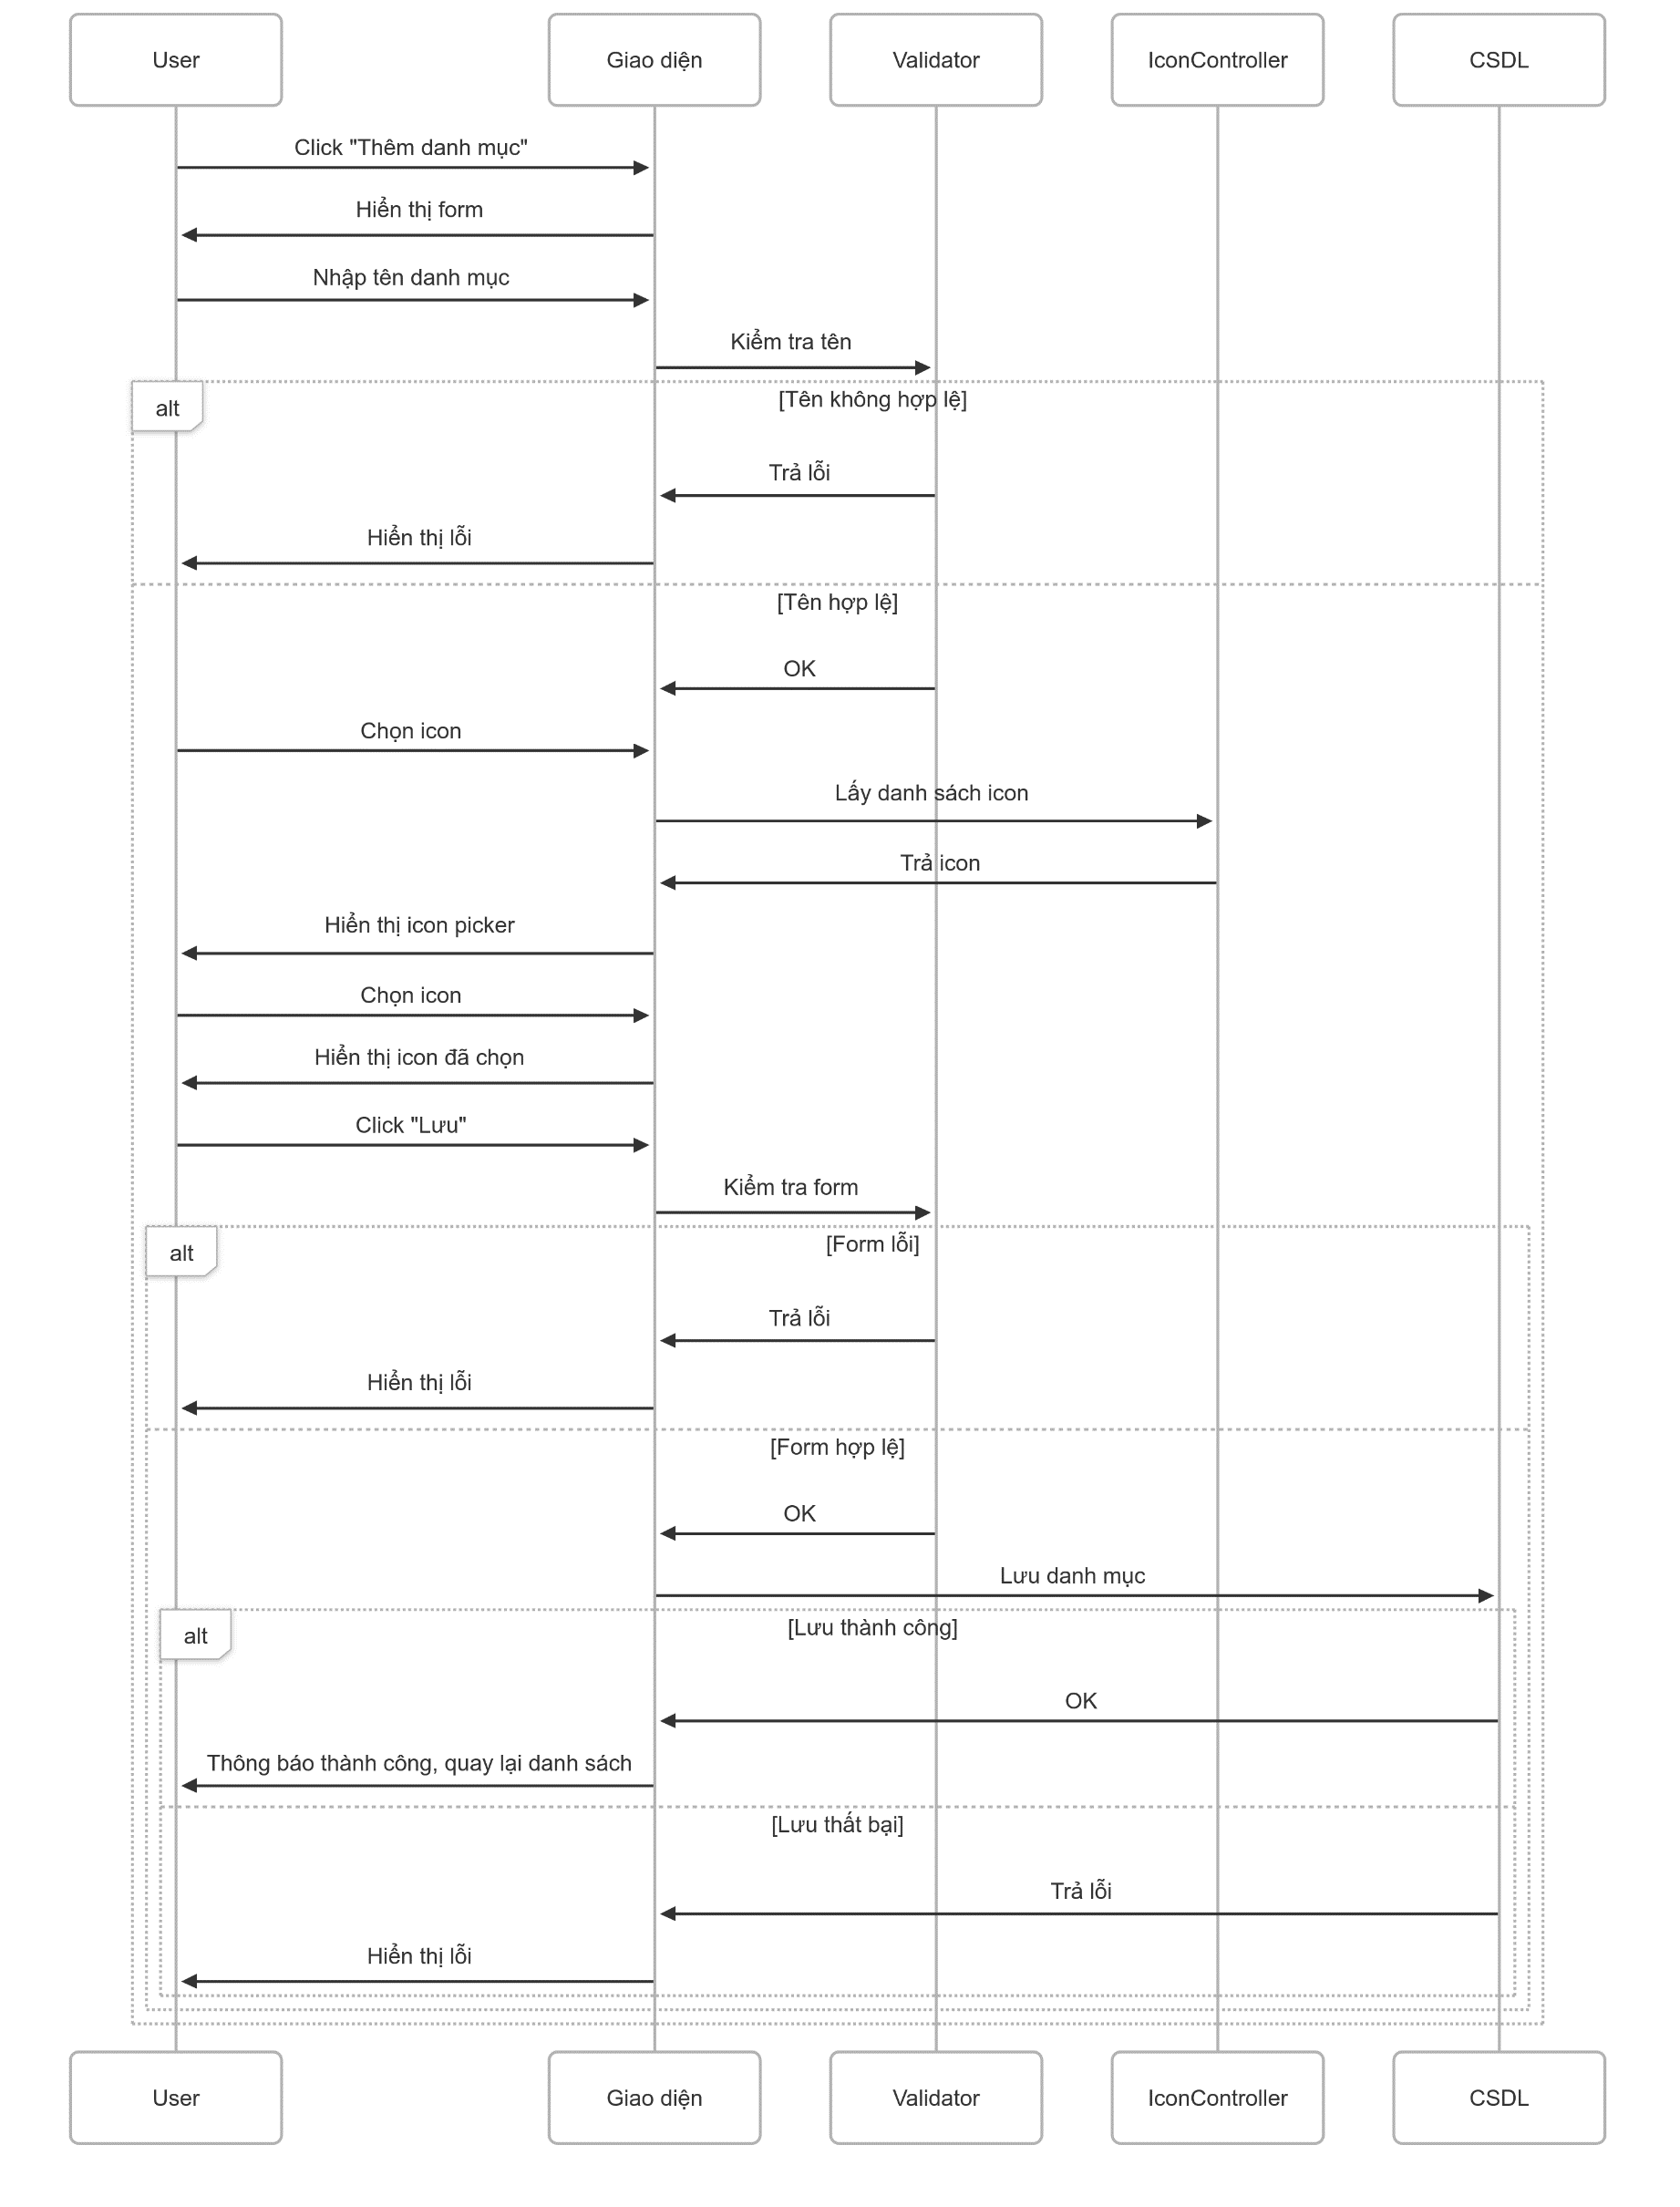 User
Giao diện
Validator
IconController
CSDL
Click "Thêm danh mục"
Hiển thị form
Nhập tên danh mục
Kiểm tra tên
alt
[Tên không hợp lệ]
Trả lỗi
Hiển thị lỗi
[Tên hợp lệ]
OK
Chọn icon
Lấy danh sách icon
Trả icon
Hiển thị icon picker
Chọn icon
Hiển thị icon đã chọn
Click "Lưu"
Kiểm tra form
alt
[Form lỗi]
Trả lỗi
Hiển thị lỗi
[Form hợp lệ]
OK
Lưu danh mục
alt
[Lưu thành công]
OK
Thông báo thành công, quay lại danh sách
[Lưu thất bại]
Trả lỗi
Hiển thị lỗi
User
Giao diện
Validator
IconController
CSDL